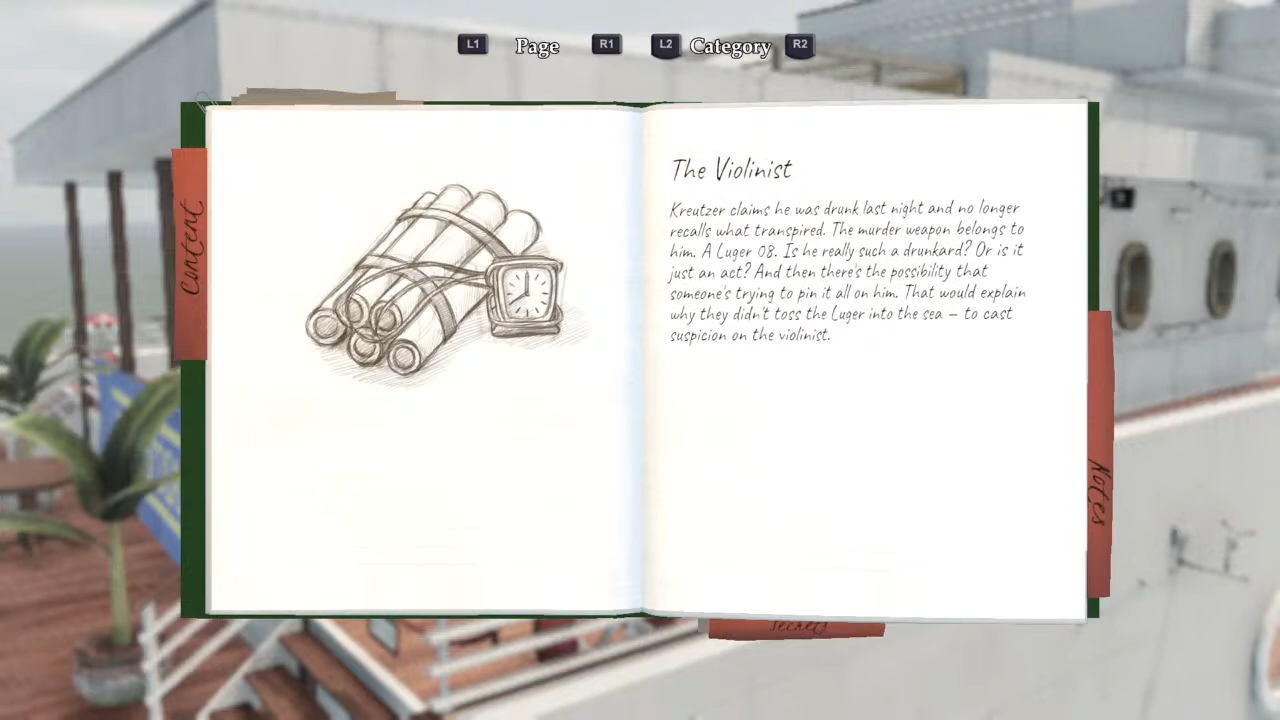 L1 Page R1 L2 Category R2
content
The Violinist
Kreutzer claims he was drunk last night and no longer
recalls what transpired. The murder weapon belongs to
him. A Luger 08. Is he really such a drunkard? Or is it
just an act? And then there's the possibility that
someone's trying to pin it all on him. That would explain
why they didn't toss the Luger into the sea – to cast
suspicion on the violinist.
Notes
secrets